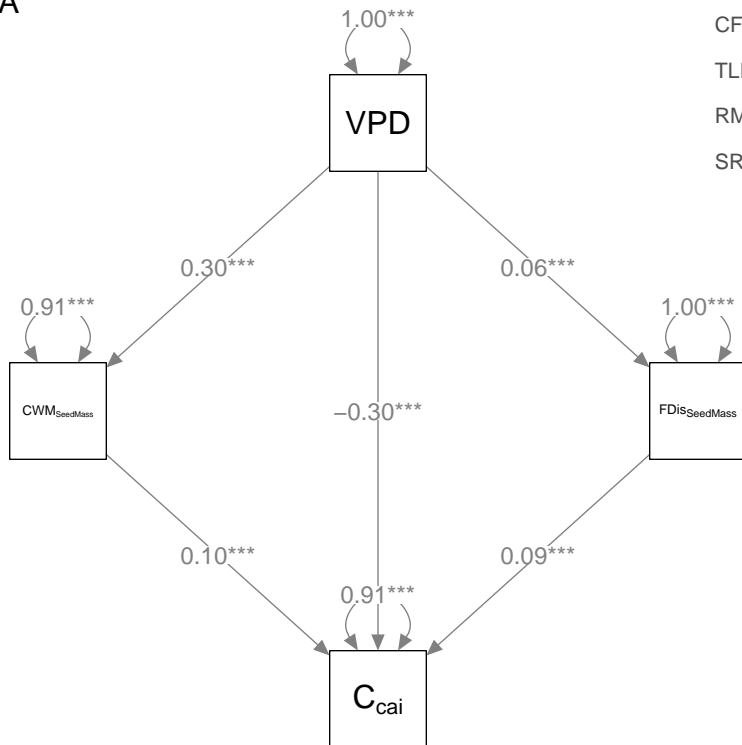 A
1.00***
CF
TL
RM
SR
VPD
0.30***
0.06***
0.91***
1.00***
CWMSeedMass
−0.30***
FDisSeedMass
0.10***
0.09***
0.91***
Ccai